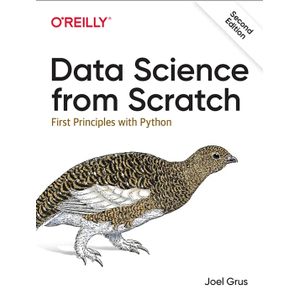 O'REILLY®
Second
Edition
Data Science
from Scratch
First Principles with Python
Joel Grus